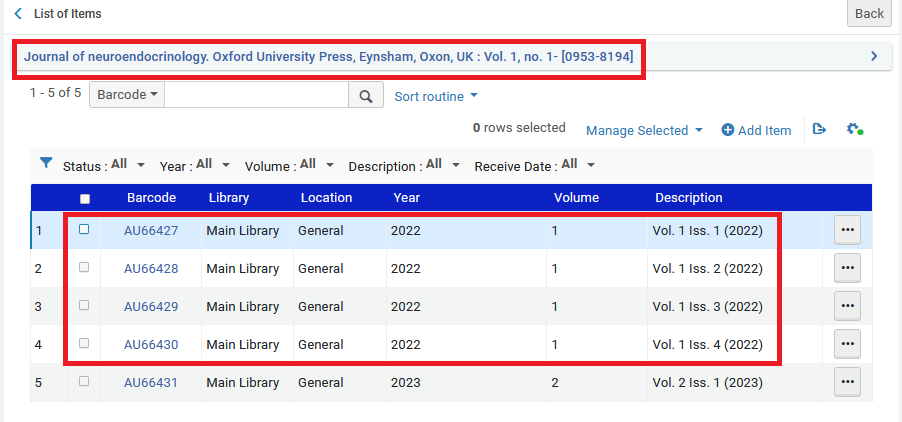 List of Items Back
Journal of neuroendocrinology. Oxford University Press, Eynsham, Oxon, UK : Vol. 1, no. 1- [0953-8194]
1 - 5 of 5 Barcode Sort routine
0 rows selected Manage Selected Add Item
Status : All Year : All Volume : All Description : All Receive Date : All
Barcode Library Location Year Volume Description
1 AU66427 Main Library General 2022 1 Vol. 1 Iss. 1 (2022)
2 AU66428 Main Library General 2022 1 Vol. 1 Iss. 2 (2022)
3 AU66429 Main Library General 2022 1 Vol. 1 Iss. 3 (2022)
4 AU66430 Main Library General 2022 1 Vol. 1 Iss. 4 (2022)
5 AU66431 Main Library General 2023 2 Vol. 2 Iss. 1 (2023)